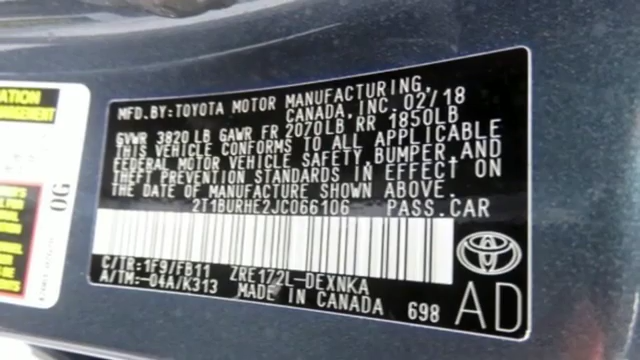 MFD.BY:TOYOTA MOTOR MANUFACTURING,
CANADA, INC. 02/18
GVWR 3820 LB GAWR FR 2070LB RR 1850LB
THIS VEHICLE CONFORMS TO ALL APPLICABLE
FEDERAL MOTOR VEHICLE SAFETY, BUMPER, AND
THEFT PREVENTION STANDARDS IN EFFECT ON
THE DATE OF MANUFACTURE SHOWN ABOVE.
2T1BURHE2JC066106 PASS.CAR
C/TR:1F9/FB11 ZRE172L-DEXNKA
A/TM:-04A/K313 MADE IN CANADA 698
AD
OG